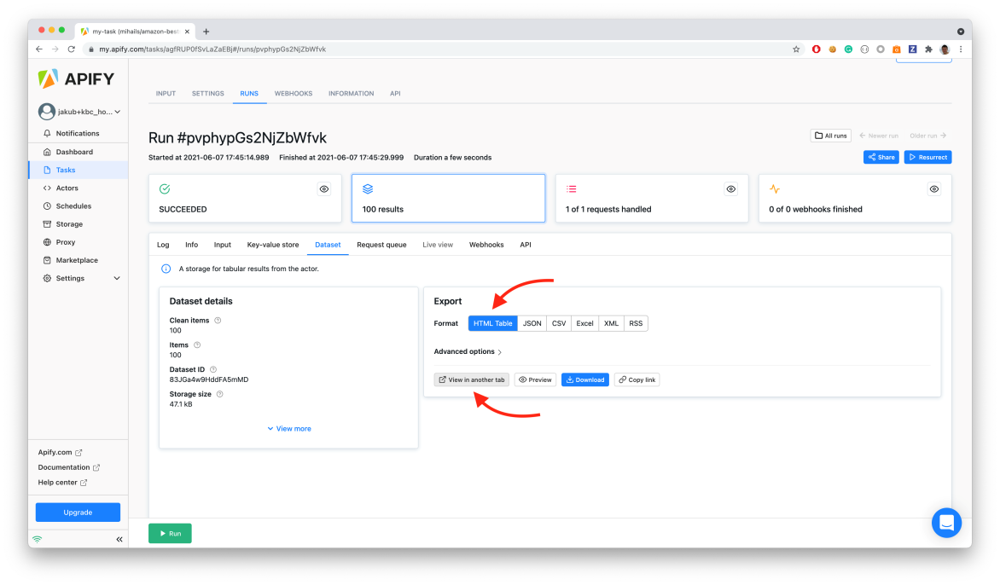 my-task (mihails/amazon-best
my.apify.com/tasks/agfRUP0fSvLaZaEBj#/runs/pvphypGs2NjZbWfvk
APIFY
jakub+kbc_ho...
Notifications
Dashboard
Tasks
Actors
Schedules
Storage
Proxy
Marketplace
Settings
Apify.com
Documentation
Help center
Upgrade
INPUT SETTINGS RUNS WEBHOOKS INFORMATION API
Run #pvphypGs2NjZbWfvk
All runs Newer run Older run
Started at 2021-06-07 17:45:14.989 Finished at 2021-06-07 17:45:29.999 Duration a few seconds
Share Resurrect
SUCCEEDED
100 results
1 of 1 requests handled
0 of 0 webhooks finished
Log Info Input Key-value store Dataset Request queue Live view Webhooks API
A storage for tabular results from the actor.
Dataset details
Clean items
100
Items
100
Dataset ID
83JGa4w9HddFA5mMD
Storage size
47.1 kB
View more
Export
Format HTML Table JSON CSV Excel XML RSS
Advanced options
View in another tab Preview Download Copy link
Run